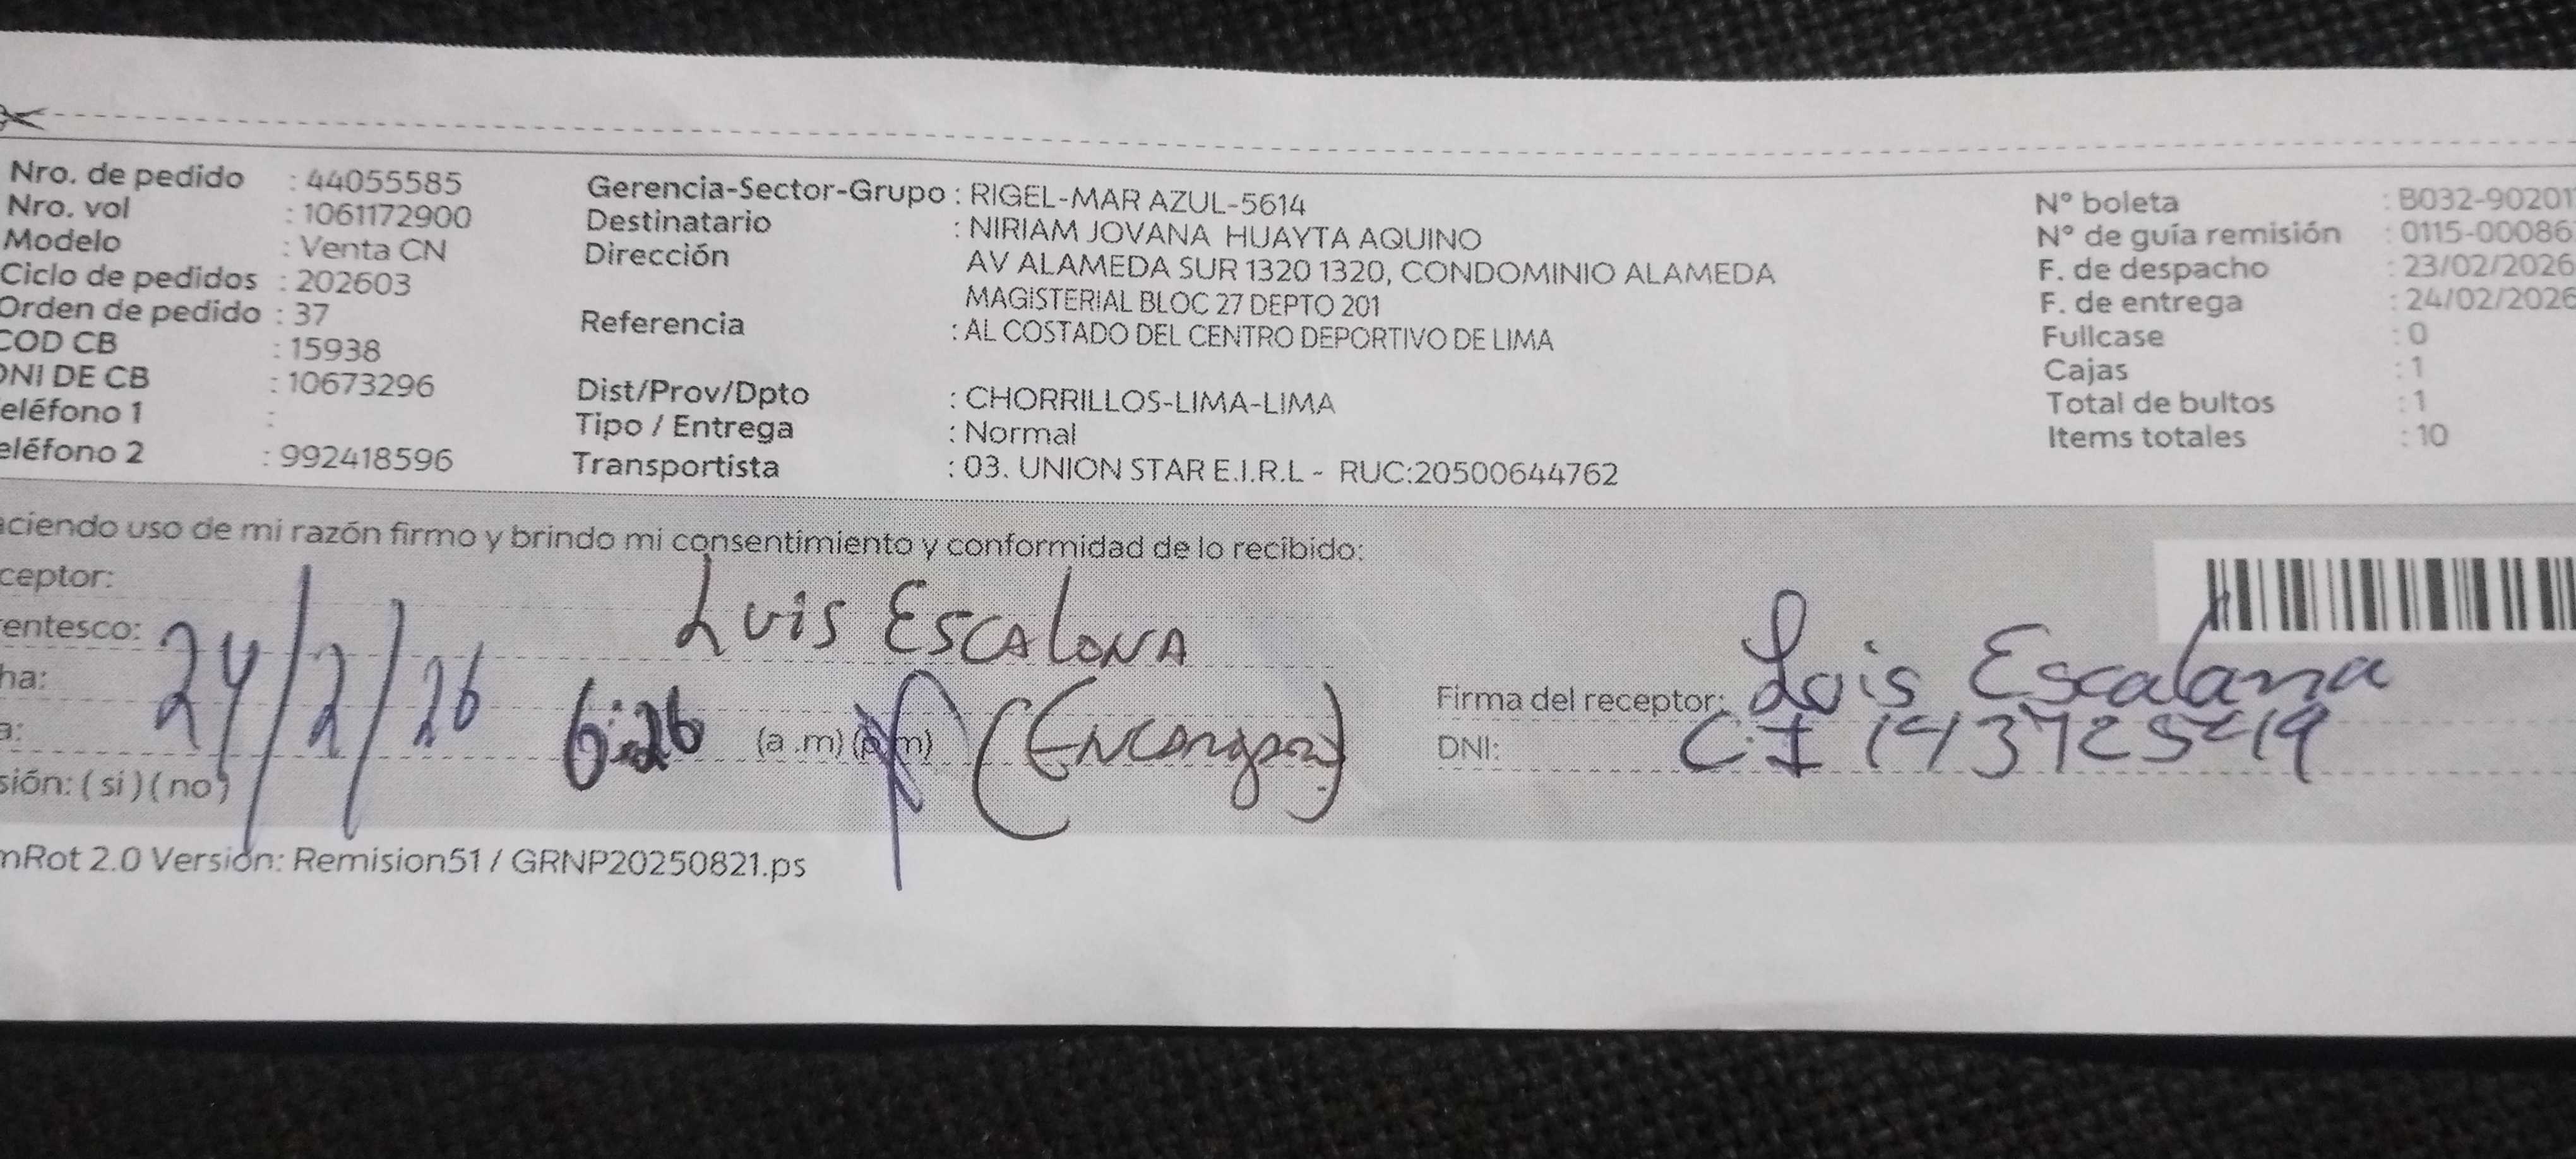 Nro. de pedido : 44055585
Nro. vol : 1061172900
Modelo : Venta CN
Ciclo de pedidos : 202603
Orden de pedido : 37
COD CB : 15938
DNI DE CB : 10673296
eléfono 1 :
eléfono 2 : 992418596
Gerencia-Sector-Grupo : RIGEL-MAR AZUL-5614
Destinatario : NIRIAM JOVANA HUAYTA AQUINO
Dirección AV ALAMEDA SUR 1320 1320, CONDOMINIO ALAMEDA
MAGISTERIAL BLOC 27 DEPTO 201
Referencia : AL COSTADO DEL CENTRO DEPORTIVO DE LIMA
Dist/Prov/Dpto : CHORRILLOS-LIMA-LIMA
Tipo / Entrega : Normal
Transportista : 03. UNION STAR E.I.R.L - RUC:20500644762
N° boleta : B032-90201
N° de guía remisión : 0115-00086
F. de despacho : 23/02/2026
F. de entrega : 24/02/2026
Fullcase : 0
Cajas : 1
Total de bultos : 1
Items totales : 10
aciendo uso de mi razón firmo y brindo mi consentimiento y conformidad de lo recibido:
ceptor: Luis Escalona
entesco:
ha: 24/2/26
a: 6:26 (a .m) (p.m) (Encargado)
sión: ( si ) ( no )
Firma del receptor: Luis Escalana
DNI: C.I
mRot 2.0 Versión: Remision51 / GRNP20250821.ps